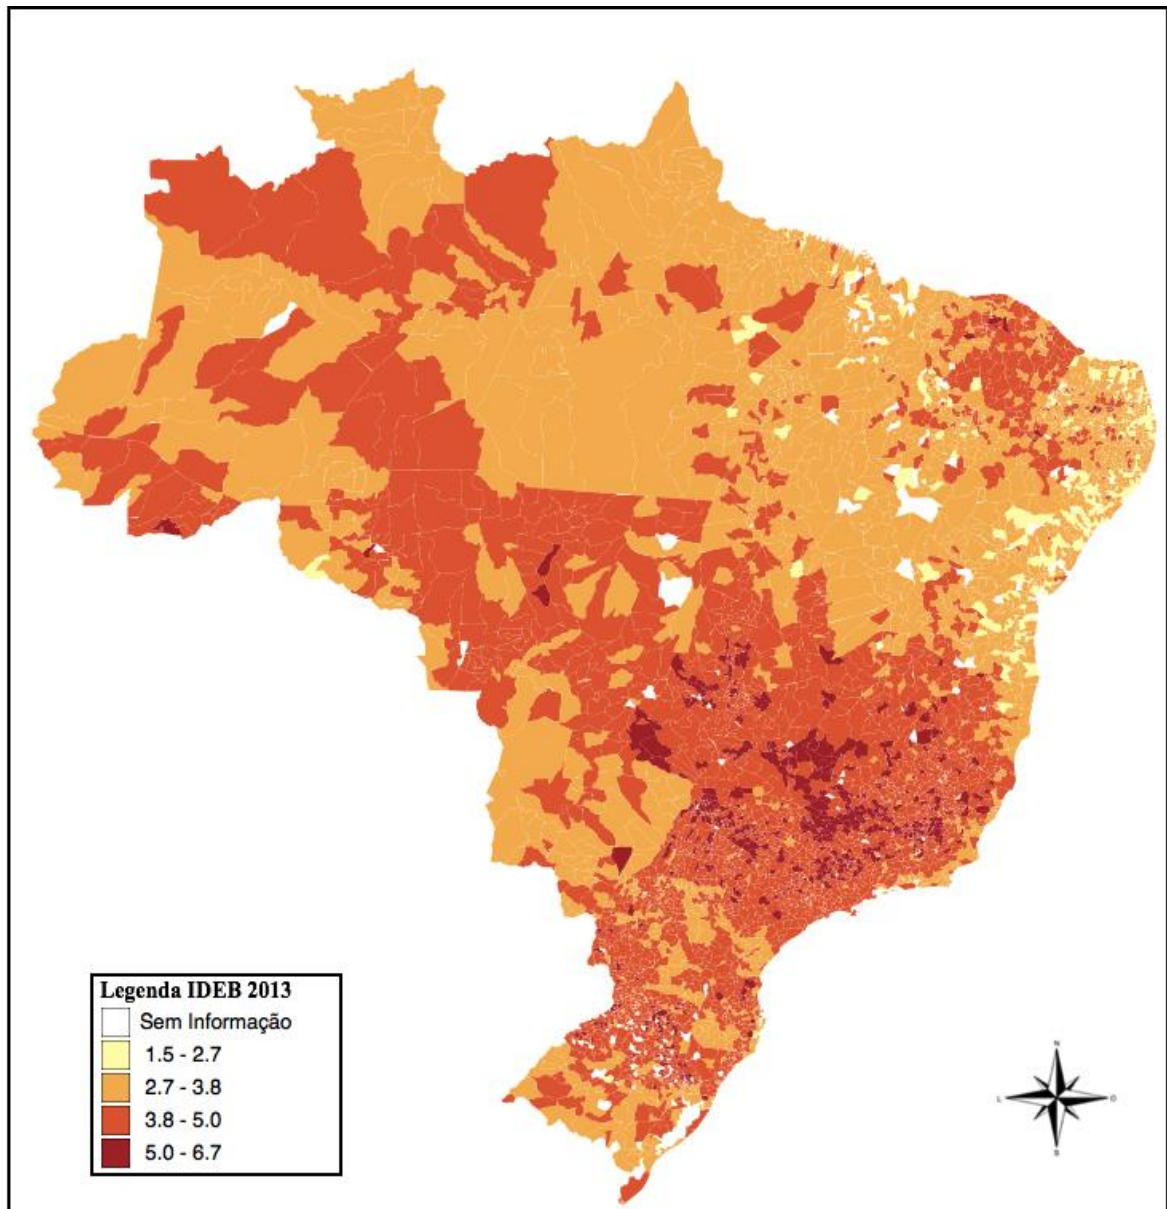 Legenda IDEB 2013
Sem Informação
1.5 - 2.7
2.7 - 3.8
3.8 - 5.0
5.0 - 6.7
N
L
O
S